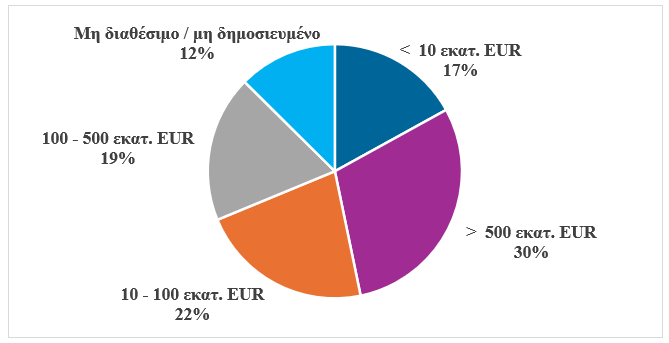 Μη διαθέσιμο / μη δημοσιευμένο
12%
< 10 εκατ. EUR
17%
100 - 500 εκατ. EUR
19%
> 500 εκατ. EUR
30%
10 - 100 εκατ. EUR
22%